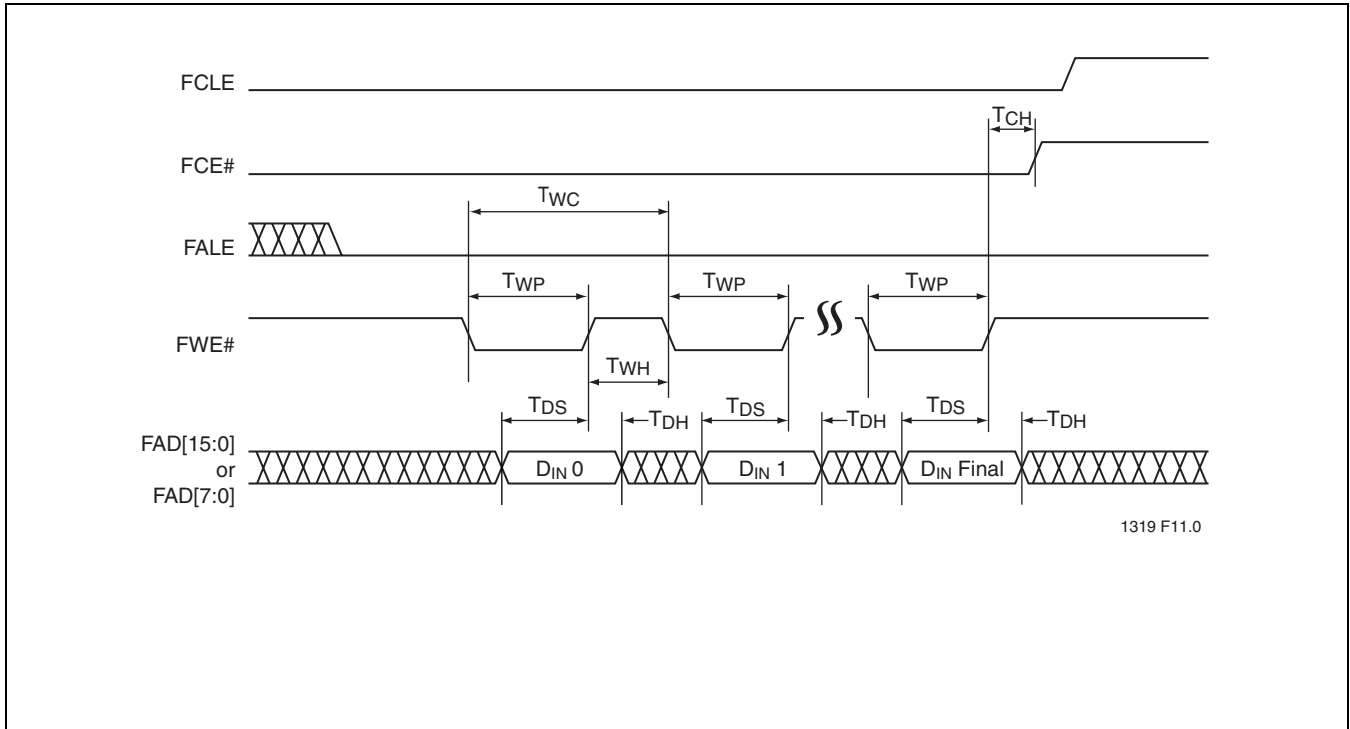 FCLE
TCH
FCE#
TWC
FALE
TWP TWP TWP
FWE#
TWH
TDS TDH TDS TDH TDS TDH
FAD[15:0]
or
FAD[7:0]
DIN 0 DIN 1 DIN Final
1319 F11.0